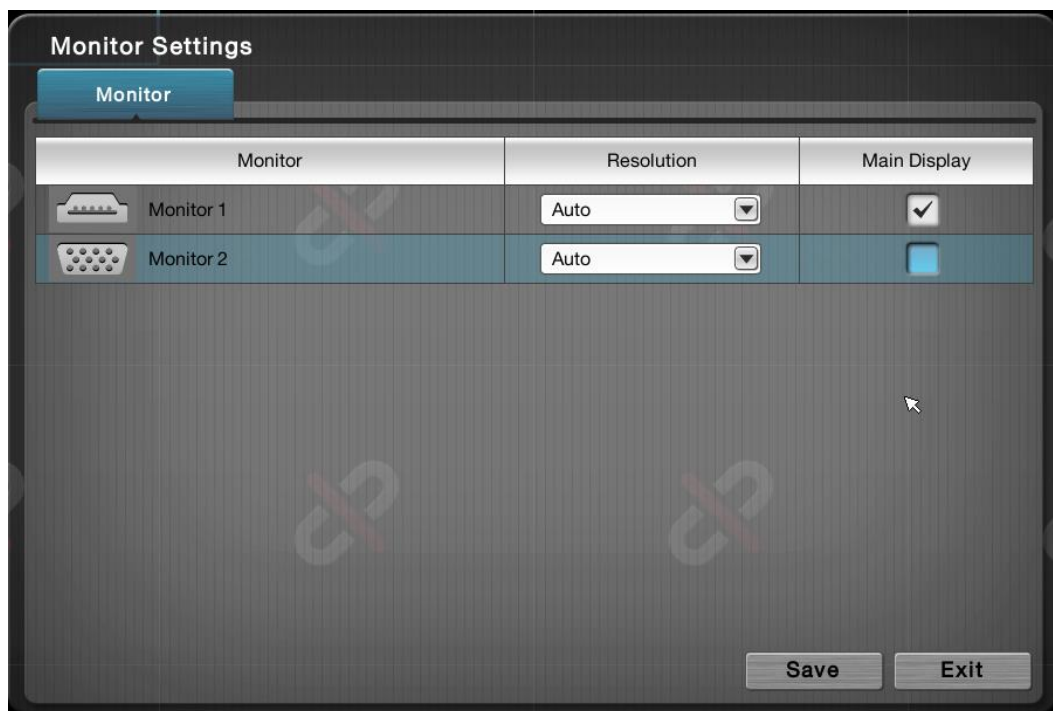 Monitor Settings
Monitor
Monitor Resolution Main Display
Monitor 1 Auto
Monitor 2 Auto
Save Exit